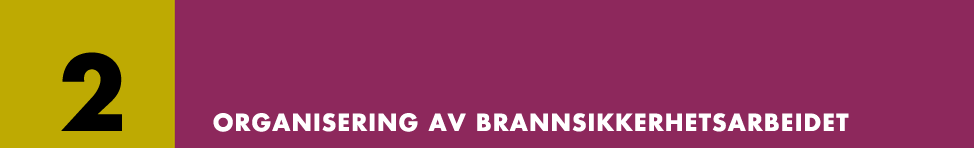 2
ORGANISERING AV BRANNSIKKERHETSARBEIDET